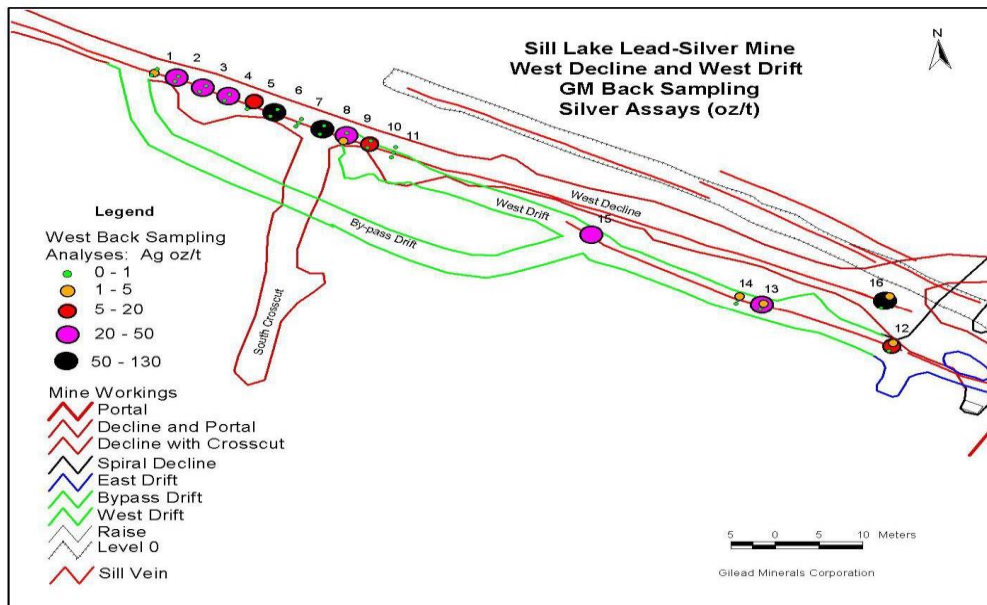 Sill Lake Lead-Silver Mine
West Decline and West Drift
GM Back Sampling
Silver Assays (oz/t)
N
1
2
3
4
5
6
7
8
9
10
11
West Decline
West Drift
15
By-pass Drift
South Crosscut
14
13
16
12
Legend
West Back Sampling
Analyses: Ag oz/t
0 - 1
1 - 5
5 - 20
20 - 50
50 - 130
Mine Workings
Portal
Decline and Portal
Decline with Crosscut
Spiral Decline
East Drift
Bypass Drift
West Drift
Raise
Level 0
Sill Vein
5 0 5 10 Meters
Gilead Minerals Corporation